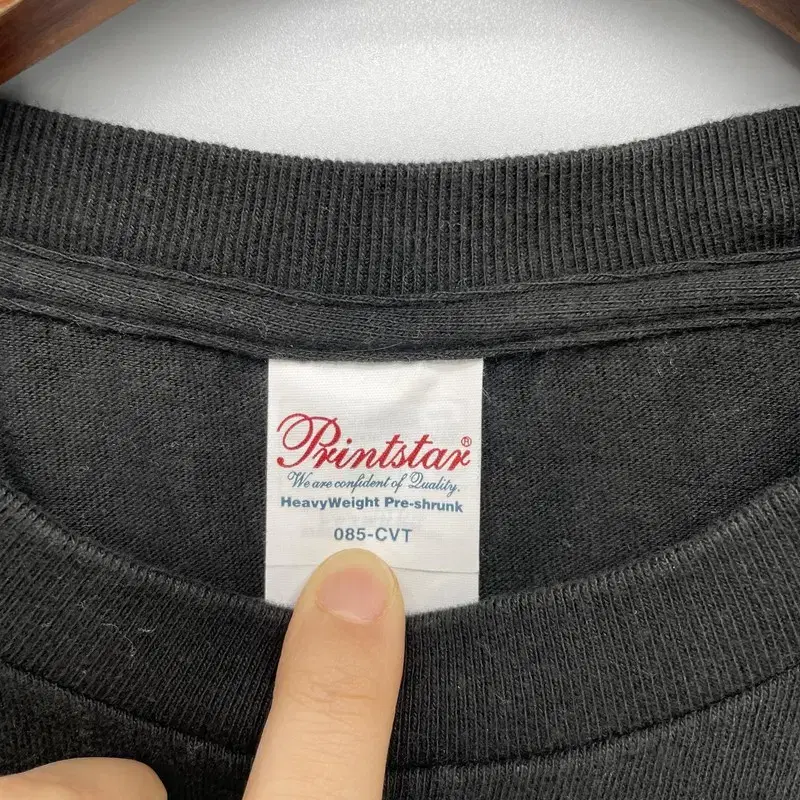 Printstar®
We are confident of Quality.
HeavyWeight Pre-shrunk
085-CVT